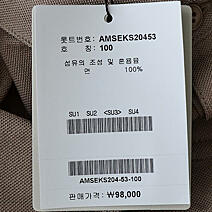 롯트번호: AMSEKS20453
호 칭: 100
섬유의 조성 및 혼용율
면 100%
SU1 SU2 <SU3> SU4
AMSEKS204-53-100
판매가격: ₩98,000